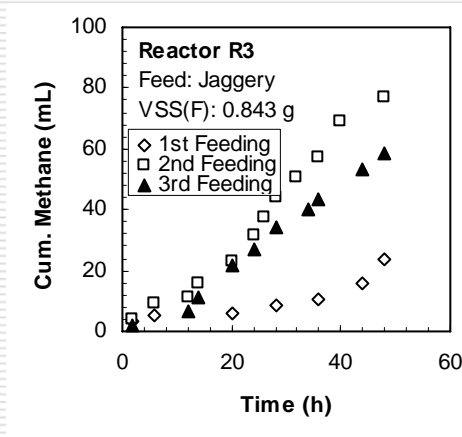 100
80
60
40
20
0
Cum. Methane (mL)
Reactor R3
Feed: Jaggery
VSS(F): 0.843 g
1st Feeding
2nd Feeding
3rd Feeding
0 20 40 60
Time (h)